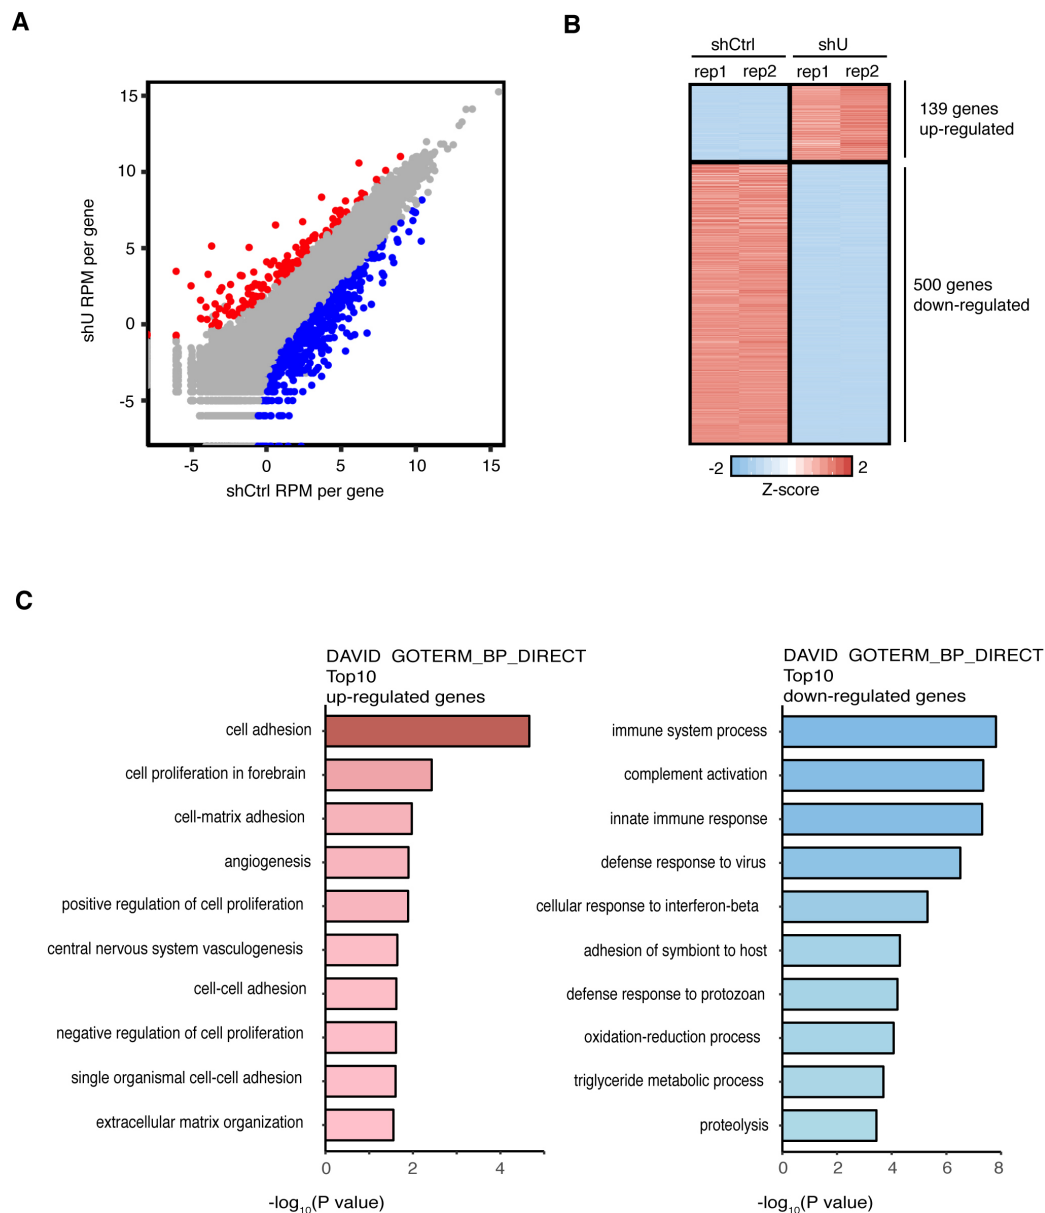 A
shU RPM per gene
15
10
5
0
-5
-5 0 5 10 15
shCtrl RPM per gene
B
shCtrl shU
rep1 rep2 rep1 rep2
139 genes
up-regulated
500 genes
down-regulated
-2 2
Z-score
C
DAVID GOTERM_BP_DIRECT
Top10
up-regulated genes
cell adhesion
cell proliferation in forebrain
cell-matrix adhesion
angiogenesis
positive regulation of cell proliferation
central nervous system vasculogenesis
cell-cell adhesion
negative regulation of cell proliferation
single organismal cell-cell adhesion
extracellular matrix organization
0 2 4
-log10(P value)
DAVID GOTERM_BP_DIRECT
Top10
down-regulated genes
immune system process
complement activation
innate immune response
defense response to virus
cellular response to interferon-beta
adhesion of symbiont to host
defense response to protozoan
oxidation-reduction process
triglyceride metabolic process
proteolysis
0 2 4 6 8
-log10(P value)